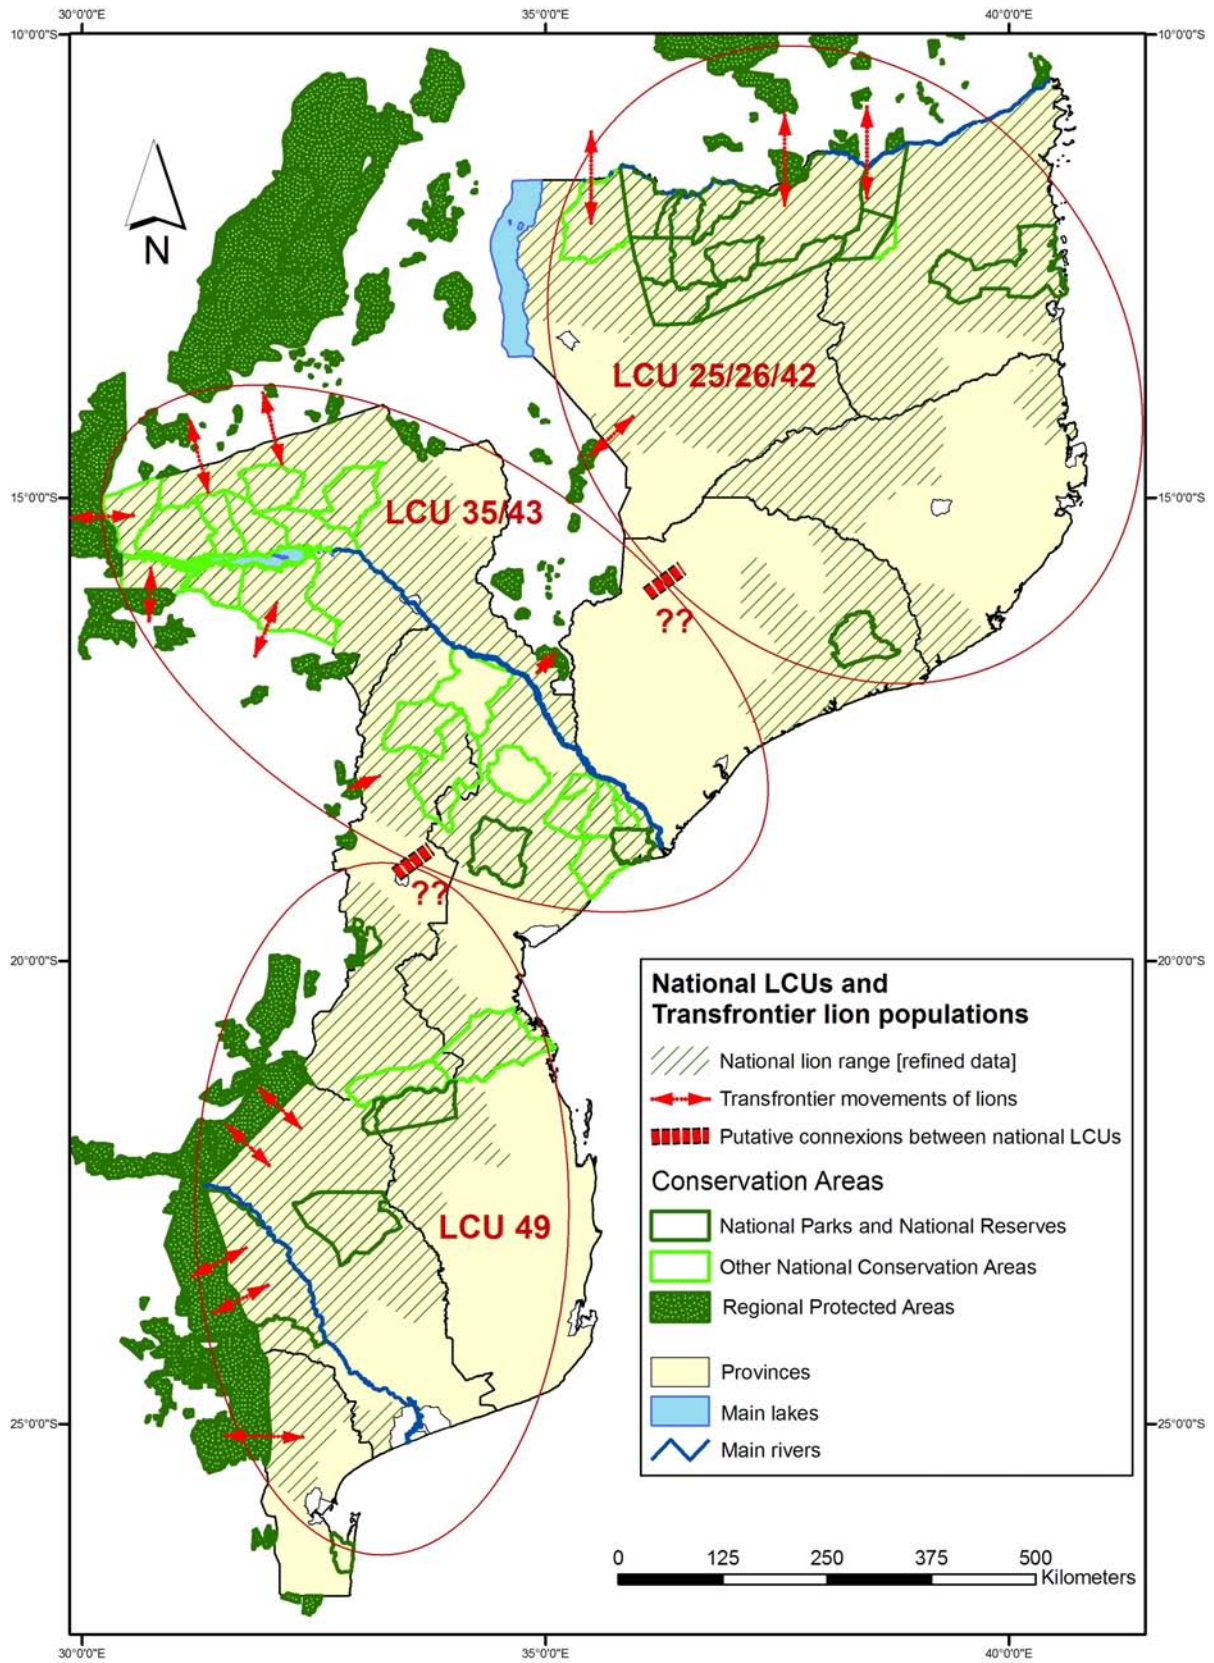 30°0'0"E 35°0'0"E 40°0'0"E
10°0'0"S 10°0'0"S
N
LCU 25/26/42
LCU 35/43
15°0'0"S 15°0'0"S
??
??
20°0'0"S 20°0'0"S
National LCUs and
Transfrontier lion populations
National lion range [refined data]
Transfrontier movements of lions
Putative connexions between national LCUs
Conservation Areas
National Parks and National Reserves
Other National Conservation Areas
Regional Protected Areas
Provinces
Main lakes
Main rivers
LCU 49
25°0'0"S 25°0'0"S
0 125 250 375 500
Kilometers
30°0'0"E 35°0'0"E 40°0'0"E